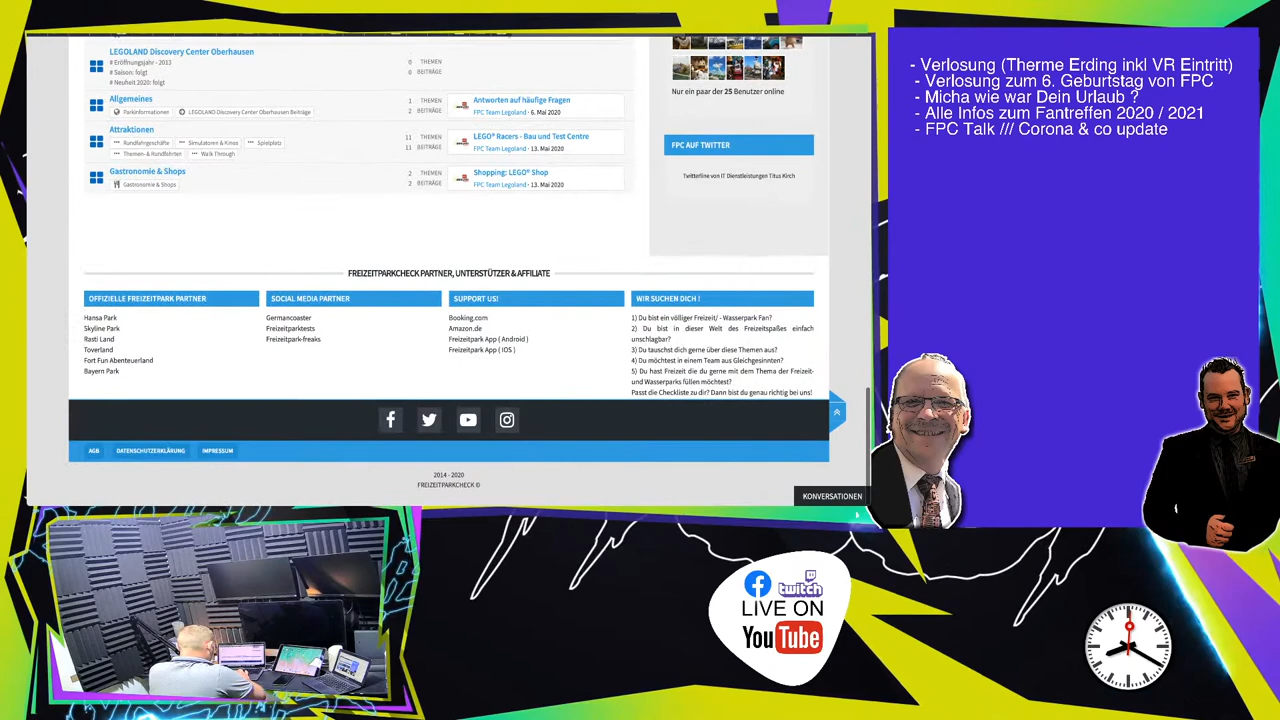 LEGOLAND Discovery Center Oberhausen
# Eröffnungsjahr - 2013
# Saison: folgt
# Neuheit 2020: folgt
0 THEMEN
0 BEITRÄGE
Allgemeines
Parkinformationen LEGOLAND Discovery Center Oberhausen Beiträge
1 THEMEN
2 BEITRÄGE
Antworten auf häufige Fragen
FPC Team Legoland · 6. Mai 2020
Attraktionen
Rundfahrgeschäfte Simulatoren & Kinos Spielplatz
Themen- & Rundfahrten Walk Through
11 THEMEN
11 BEITRÄGE
LEGO® Racers - Bau und Test Centre
FPC Team Legoland · 13. Mai 2020
Gastronomie & Shops
Gastronomie & Shops
2 THEMEN
2 BEITRÄGE
Shopping: LEGO® Shop
FPC Team Legoland · 13. Mai 2020
Nur ein paar der 25 Benutzer online
FPC AUF TWITTER
Twitterline von IT Dienstleistungen Titus Kirch
FREIZEITPARKCHECK PARTNER, UNTERSTÜTZER & AFFILIATE
OFFIZIELLE FREIZEITPARK PARTNER
Hansa Park
Skyline Park
Rasti Land
Toverland
Fort Fun Abenteuerland
Bayern Park
SOCIAL MEDIA PARTNER
Germancoaster
Freizeitparktests
Freizeitpark-freaks
SUPPORT US!
Booking.com
Amazon.de
Freizeitpark App ( Android )
Freizeitpark App ( IOS )
WIR SUCHEN DICH !
1) Du bist ein völliger Freizeit/ - Wasserpark Fan?
2) Du bist in dieser Welt des Freizeitspaßes einfach
unschlagbar?
3) Du tauschst dich gerne über diese Themen aus?
4) Du möchtest in einem Team aus Gleichgesinnten?
5) Du hast Freizeit die du gerne mit dem Thema der Freizeit-
und Wasserparks füllen möchtest?
Passt die Checkliste zu dir? Dann bist du genau richtig bei uns!
AGB DATENSCHUTZERKLÄRUNG IMPRESSUM
2014 - 2020
FREIZEITPARKCHECK ©
KONVERSATIONEN
- Verlosung (Therme Erding inkl VR Eintritt)
- Verlosung zum 6. Geburtstag von FPC
- Micha wie war Dein Urlaub ?
- Alle Infos zum Fantreffen 2020 / 2021
- FPC Talk /// Corona & co update
twitch
LIVE ON
YouTube